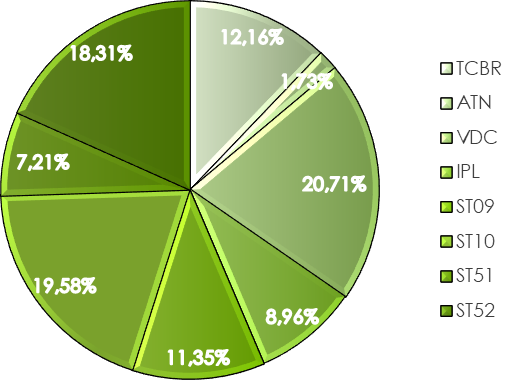 12,16%
18,31%
1,73%
7,21%
20,71%
19,58%
8,96%
11,35%
TCBR
ATN
VDC
IPL
ST09
ST10
ST51
ST52